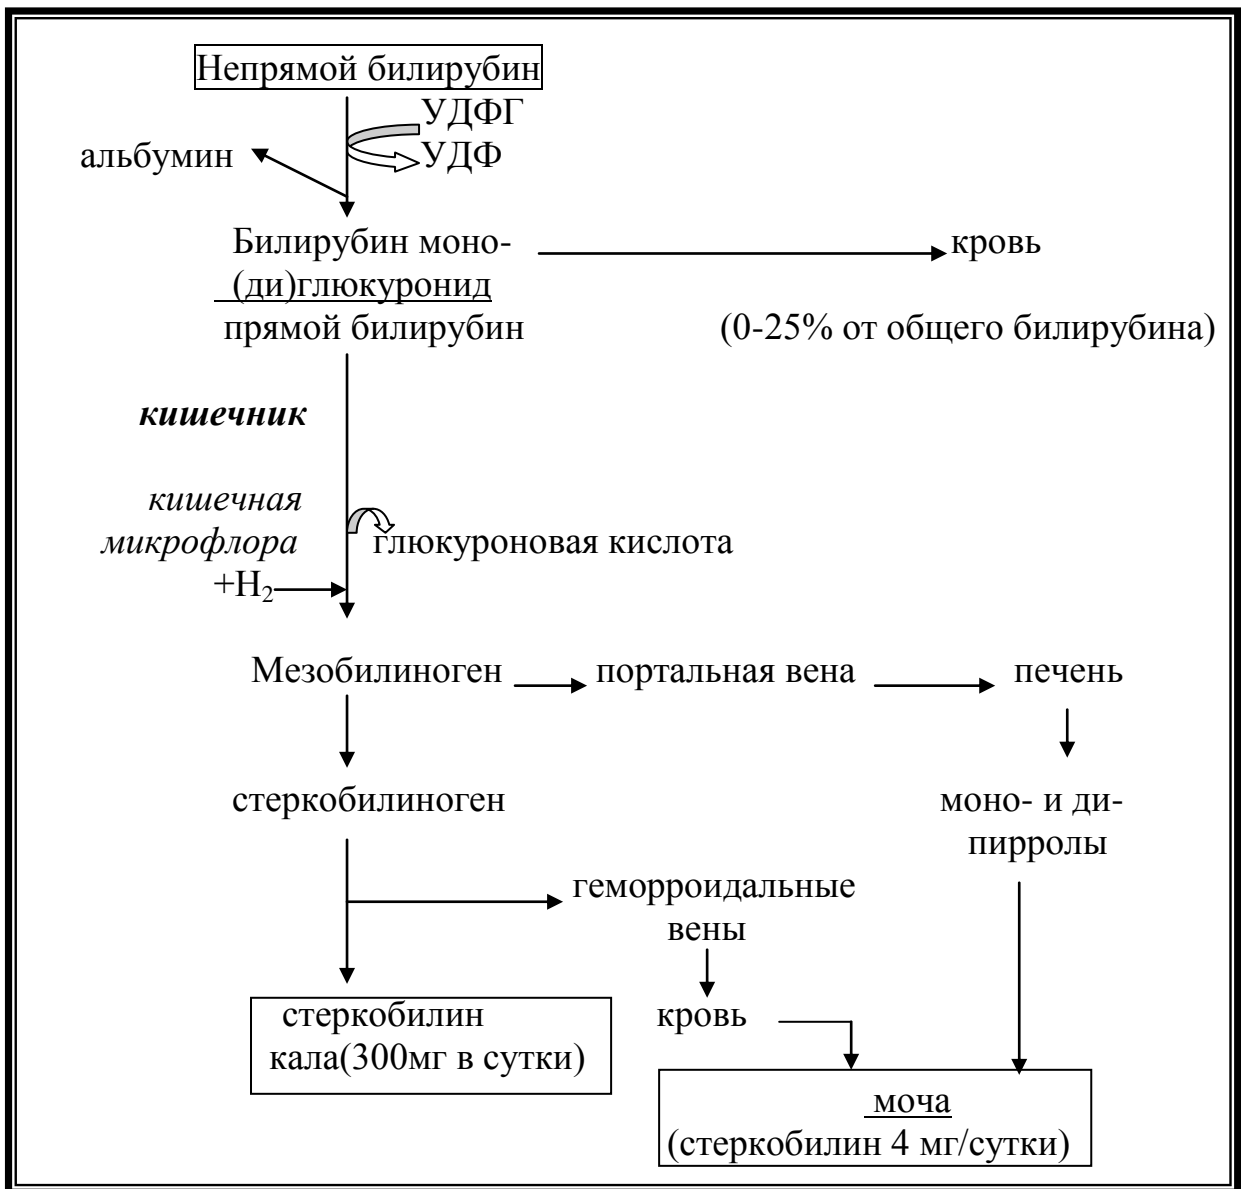 Непрямой билирубин
УДФГ
альбумин
УДФ
Билирубин моно-
(ди)глюкуронид
прямой билирубин
кровь
(0-25% от общего билирубина)
кишечник
кишечная
микрофлора
глюкуроновая кислота
+H₂
Мезобилиноген
портальная вена
печень
стеркобилиноген
моно- и ди-
пирролы
геморроидальные
вены
стеркобилин
кала(300мг в сутки)
кровь
моча
(стеркобилин 4 мг/сутки)